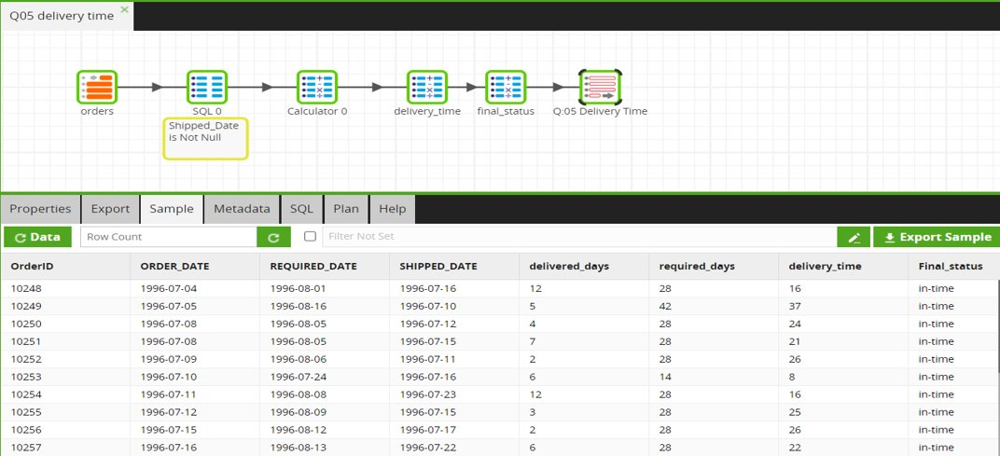 Q05 delivery time
orders
SQL 0
Calculator 0
delivery_time
final_status
Q:05 Delivery Time
Shipped_Date
is Not Null
Properties Export Sample Metadata SQL Plan Help
Data Row Count Filter Not Set Export Sample
OrderID ORDER_DATE REQUIRED_DATE SHIPPED_DATE delivered_days required_days delivery_time Final_status
10248 1996-07-04 1996-08-01 1996-07-16 12 28 16 in-time
10249 1996-07-05 1996-08-16 1996-07-10 5 42 37 in-time
10250 1996-07-08 1996-08-05 1996-07-12 4 28 24 in-time
10251 1996-07-08 1996-08-05 1996-07-15 7 28 21 in-time
10252 1996-07-09 1996-08-06 1996-07-11 2 28 26 in-time
10253 1996-07-10 1996-07-24 1996-07-16 6 14 8 in-time
10254 1996-07-11 1996-08-08 1996-07-23 12 28 16 in-time
10255 1996-07-12 1996-08-09 1996-07-15 3 28 25 in-time
10256 1996-07-15 1996-08-12 1996-07-17 2 28 26 in-time
10257 1996-07-16 1996-08-13 1996-07-22 6 28 22 in-time